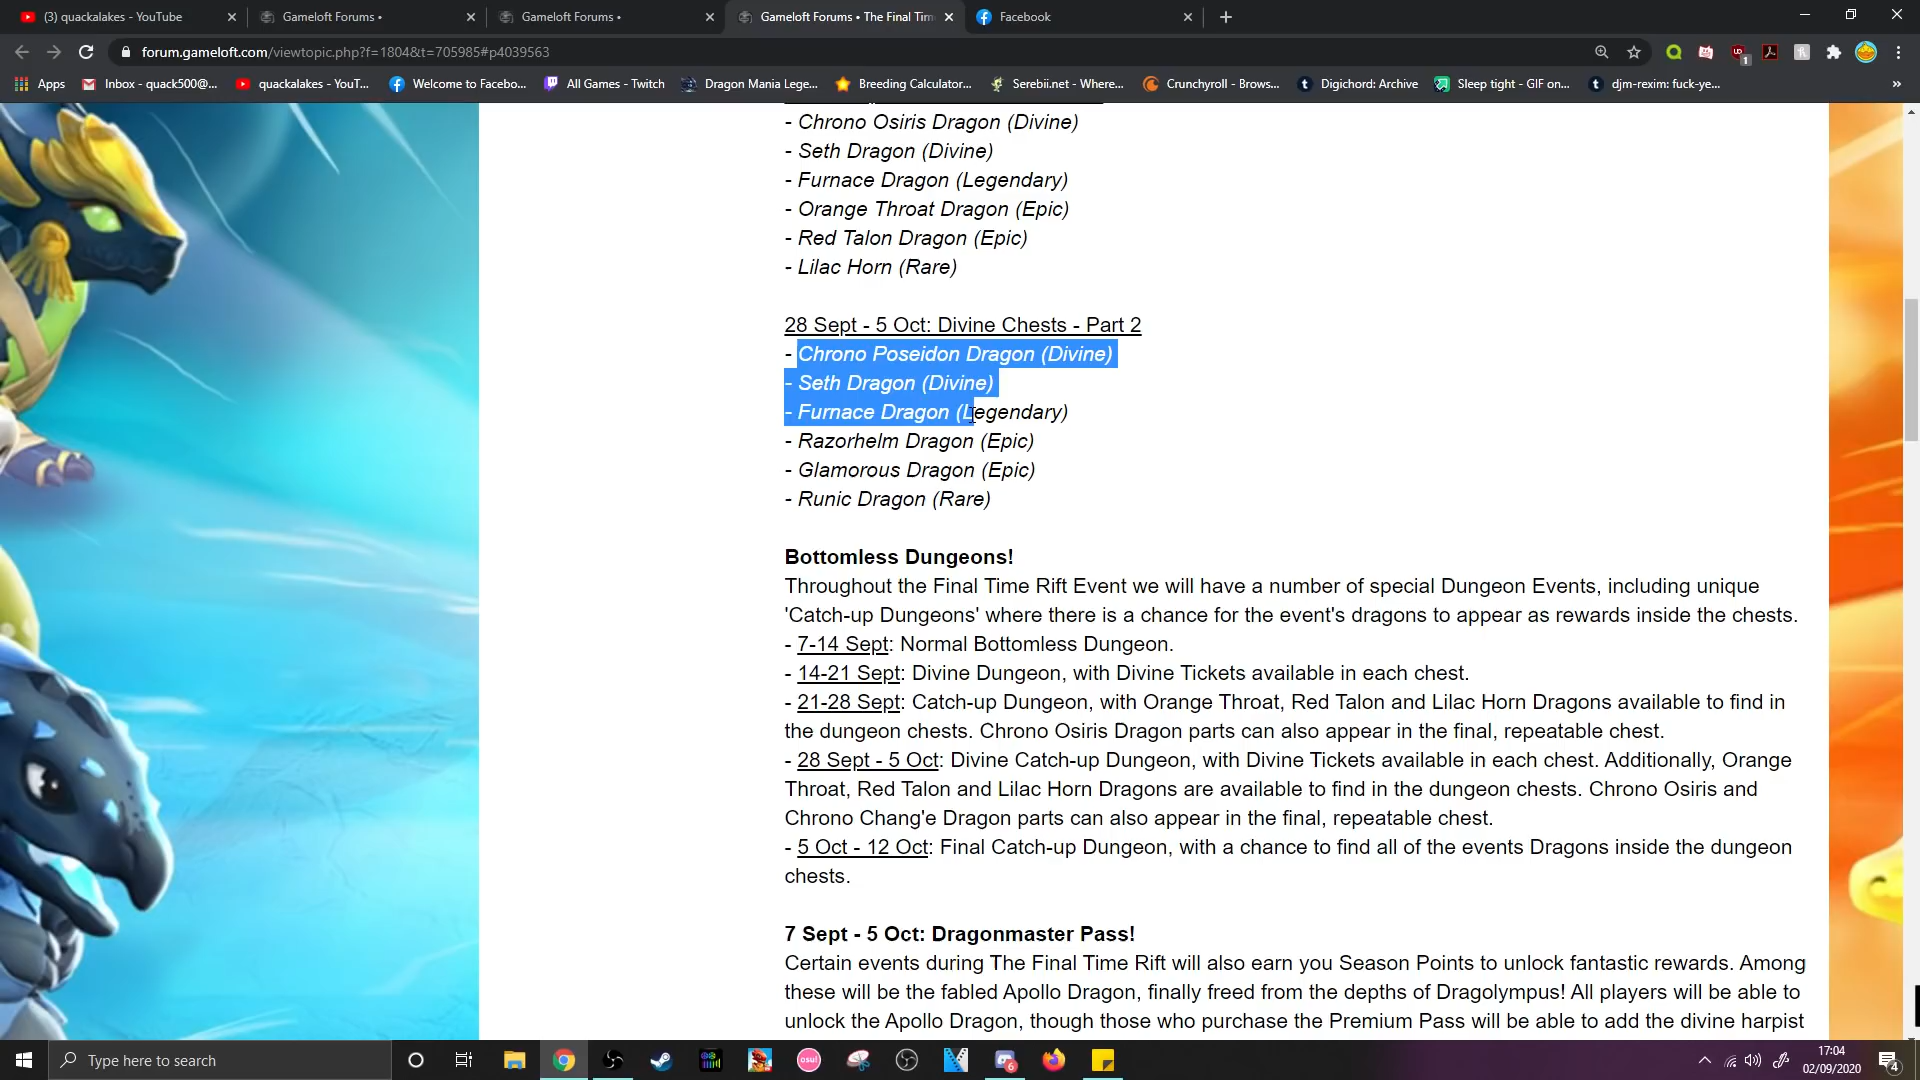 (3) quackalakes - YouTube
Gameloft Forums •
Gameloft Forums •
Gameloft Forums • The Final Tim
Facebook
forum.gameloft.com/viewtopic.php?f=1804&t=705985#p4039563
Apps
Inbox - quack500@...
quackalakes - YouT...
Welcome to Facebo...
All Games - Twitch
Dragon Mania Lege...
Breeding Calculator...
Serebii.net - Where...
Crunchyroll - Brows...
Digichord: Archive
Sleep tight - GIF on...
djm-rexim: fuck-ye...
»
- Chrono Osiris Dragon (Divine)
- Seth Dragon (Divine)
- Furnace Dragon (Legendary)
- Orange Throat Dragon (Epic)
- Red Talon Dragon (Epic)
- Lilac Horn (Rare)
28 Sept - 5 Oct: Divine Chests - Part 2
- Chrono Poseidon Dragon (Divine)
- Seth Dragon (Divine)
- Furnace Dragon (Legendary)
- Razorhelm Dragon (Epic)
- Glamorous Dragon (Epic)
- Runic Dragon (Rare)
Bottomless Dungeons!
Throughout the Final Time Rift Event we will have a number of special Dungeon Events, including unique
'Catch-up Dungeons' where there is a chance for the event's dragons to appear as rewards inside the chests.
- 7-14 Sept: Normal Bottomless Dungeon.
- 14-21 Sept: Divine Dungeon, with Divine Tickets available in each chest.
- 21-28 Sept: Catch-up Dungeon, with Orange Throat, Red Talon and Lilac Horn Dragons available to find in
the dungeon chests. Chrono Osiris Dragon parts can also appear in the final, repeatable chest.
- 28 Sept - 5 Oct: Divine Catch-up Dungeon, with Divine Tickets available in each chest. Additionally, Orange
Throat, Red Talon and Lilac Horn Dragons are available to find in the dungeon chests. Chrono Osiris and
Chrono Chang'e Dragon parts can also appear in the final, repeatable chest.
- 5 Oct - 12 Oct: Final Catch-up Dungeon, with a chance to find all of the events Dragons inside the dungeon
chests.
7 Sept - 5 Oct: Dragonmaster Pass!
Certain events during The Final Time Rift will also earn you Season Points to unlock fantastic rewards. Among
these will be the fabled Apollo Dragon, finally freed from the depths of Dragolympus! All players will be able to
unlock the Apollo Dragon, though those who purchase the Premium Pass will be able to add the divine harpist
Type here to search
osu!
6
17:04
02/09/2020
4